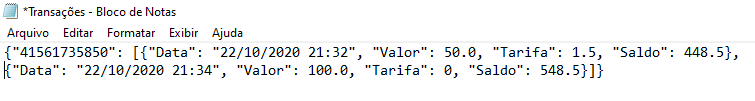 *Transações - Bloco de Notas
Arquivo Editar Formatar Exibir Ajuda
{"41561735850": [{"Data": "22/10/2020 21:32", "Valor": 50.0, "Tarifa": 1.5, "Saldo": 448.5},
{"Data": "22/10/2020 21:34", "Valor": 100.0, "Tarifa": 0, "Saldo": 548.5}]}